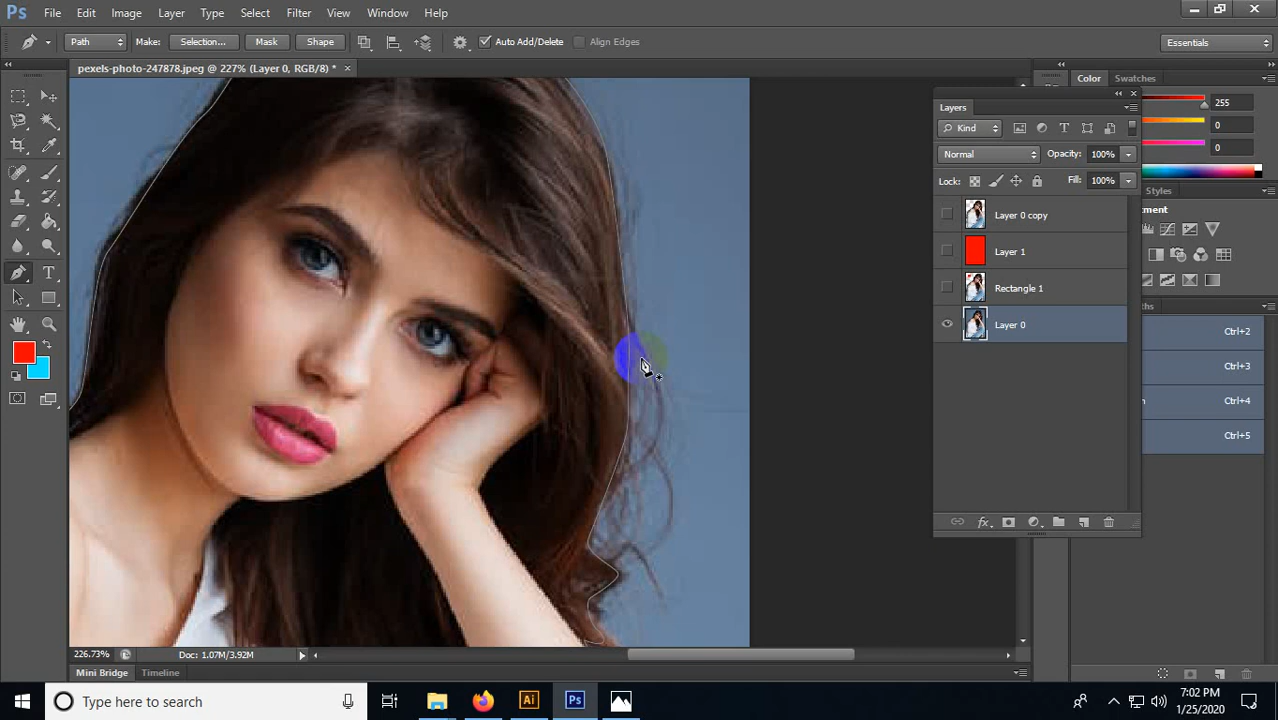 Ps File Edit Image Layer Type Select Filter View Window Help
Path Make: Selection... Mask Shape Auto Add/Delete Align Edges Essentials
pexels-photo-247878.jpeg @ 227% (Layer 0, RGB/8) * ×
Color Swatches
255
0
0
Layers
Kind
Normal Opacity: 100%
Lock: Fill: 100%
Styles
Layer 0 copy
Layer 1
Rectangle 1
Layer 0
Ctrl+2
Ctrl+3
Ctrl+4
Ctrl+5
226.73% Doc: 1.07M/3.92M
Mini Bridge Timeline
Type here to search
Ai Ps
7:02 PM
1/25/2020